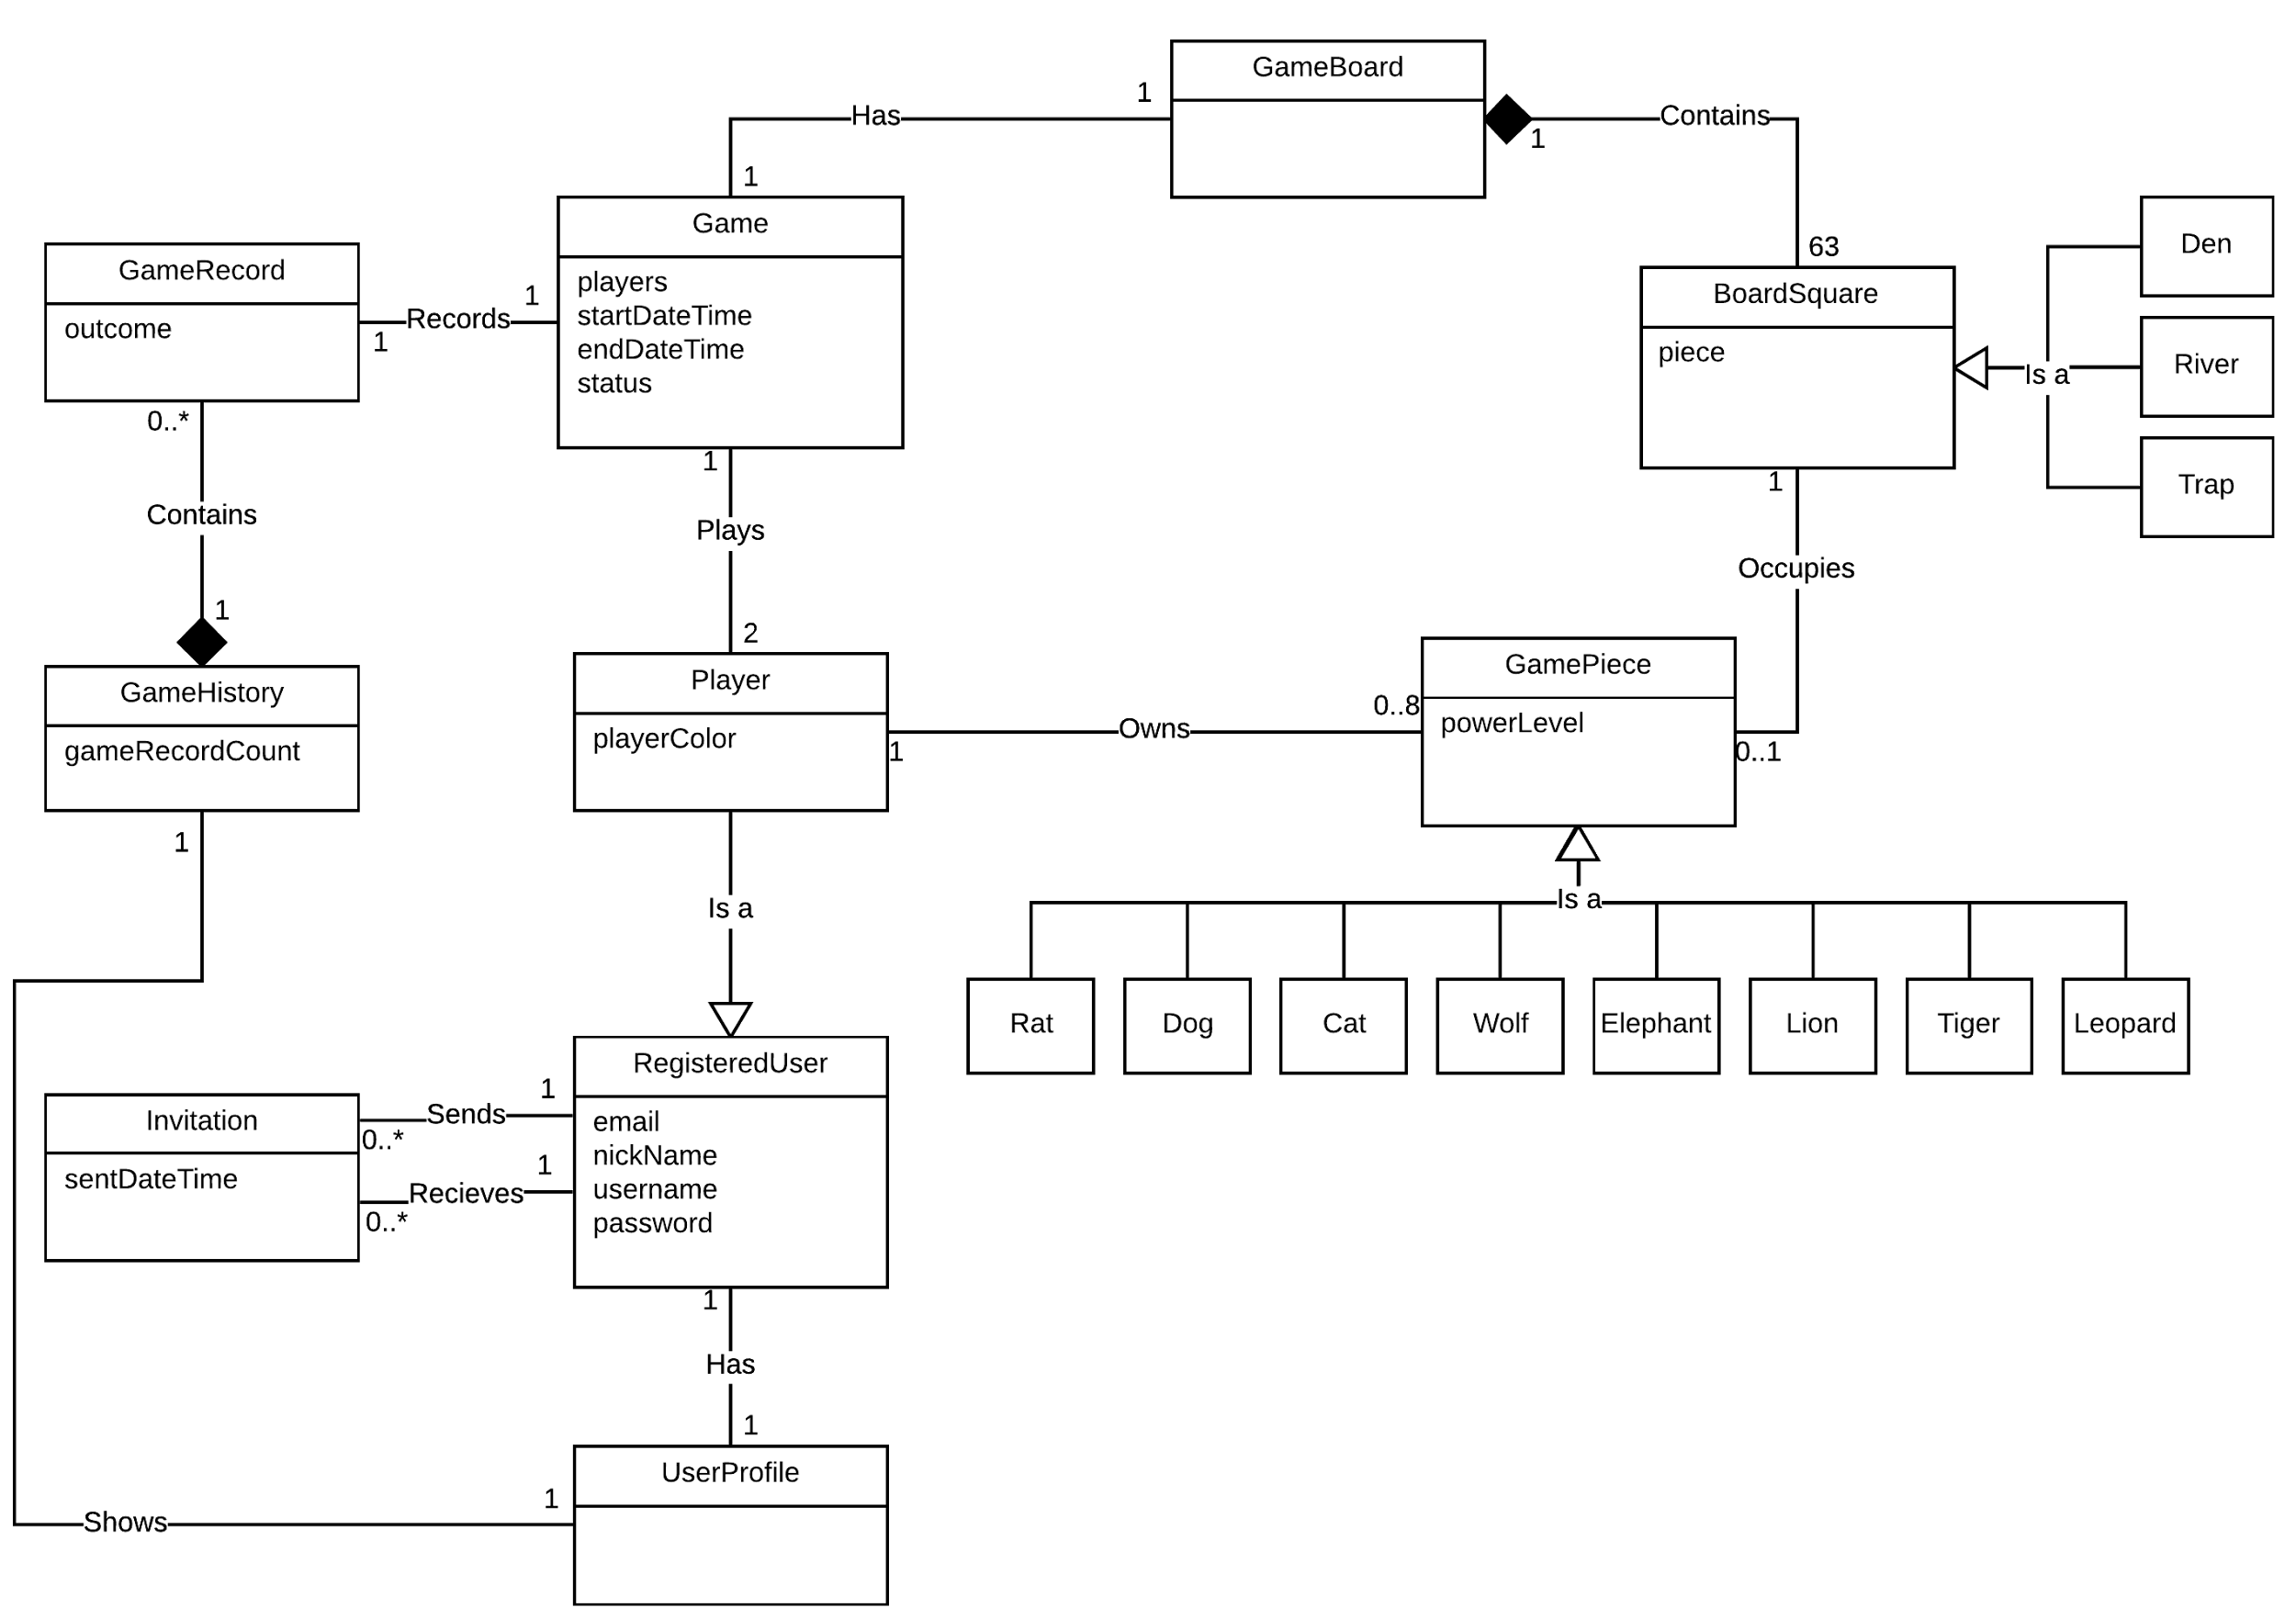 GameBoard
1
Has
Contains
1
1
Game
players
startDateTime
endDateTime
status
63
BoardSquare
piece
Den
River
Trap
Is a
GameRecord
outcome
1
Records
1
0..*
Contains
1
GameHistory
gameRecordCount
1
1
Plays
2
Player
playerColor
1
Owns
0..8
GamePiece
powerLevel
1
Occupies
0..1
Is a
Rat
Dog
Cat
Wolf
Elephant
Lion
Tiger
Leopard
Is a
RegisteredUser
email
nickName
username
password
Invitation
sentDateTime
1
Sends
0..*
1
Recieves
0..*
1
Has
1
UserProfile
1
Shows